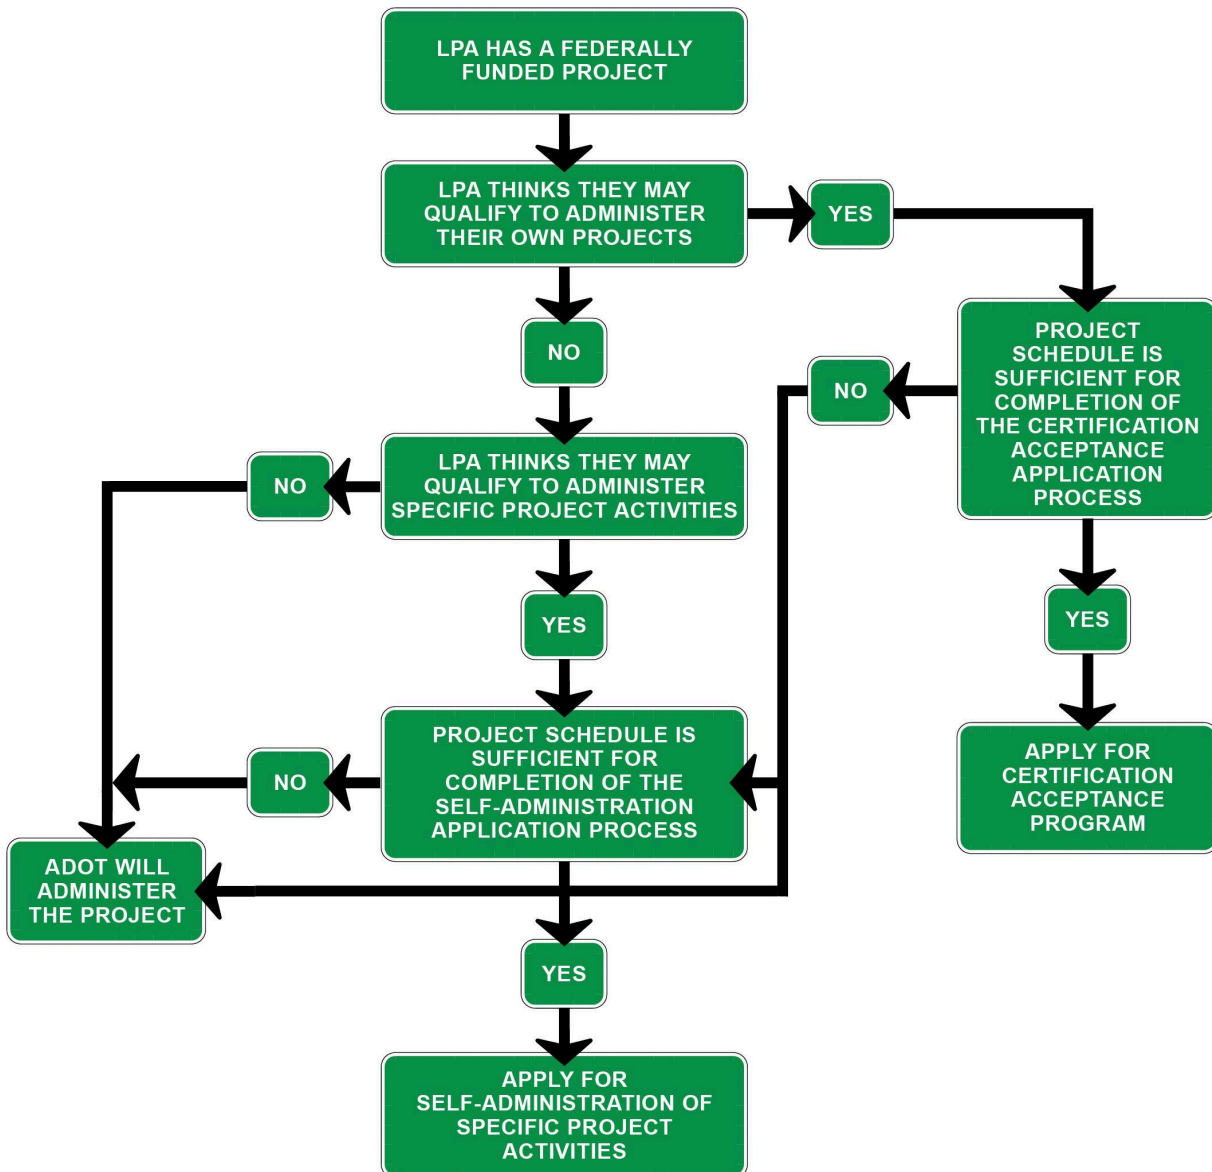 LPA HAS A FEDERALLY
FUNDED PROJECT
LPA THINKS THEY MAY
QUALIFY TO ADMINISTER
THEIR OWN PROJECTS
YES
NO
PROJECT
SCHEDULE IS
SUFFICIENT FOR
COMPLETION OF
THE CERTIFICATION
ACCEPTANCE
APPLICATION
PROCESS
NO
LPA THINKS THEY MAY
QUALIFY TO ADMINISTER
SPECIFIC PROJECT ACTIVITIES
NO
YES
YES
PROJECT SCHEDULE IS
SUFFICIENT FOR
COMPLETION OF THE
SELF-ADMINISTRATION
APPLICATION PROCESS
NO
APPLY FOR
CERTIFICATION
ACCEPTANCE
PROGRAM
ADOT WILL
ADMINISTER
THE PROJECT
YES
APPLY FOR
SELF-ADMINISTRATION OF
SPECIFIC PROJECT
ACTIVITIES